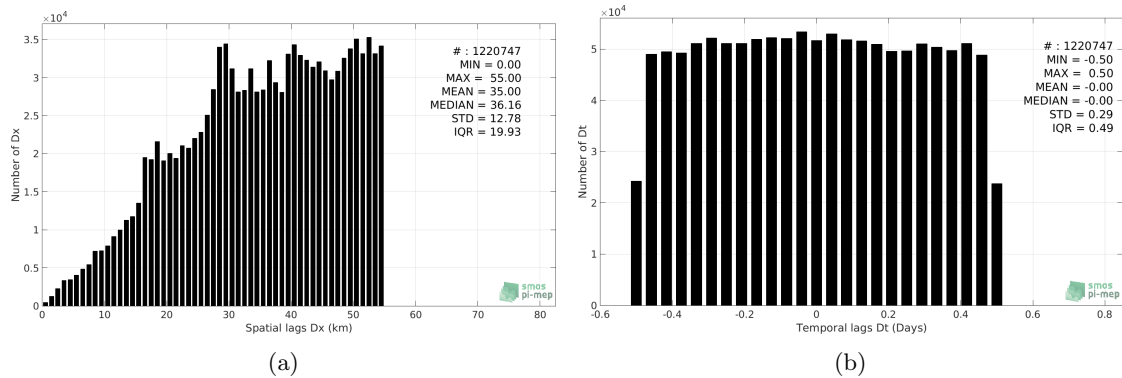 ×10⁴
3.5
3
2.5
2
1.5
1
0.5
0
Number of Dx
# : 1220747
MIN = 0.00
MAX = 55.00
MEAN = 35.00
MEDIAN = 36.16
STD = 12.78
IQR = 19.93
smos
pi-mep
0 10 20 30 40 50 60 70 80
Spatial lags Dx (km)
(a)
×10⁴
5
4
3
2
1
0
Number of Dt
# : 1220747
MIN = -0.50
MAX = 0.50
MEAN = -0.00
MEDIAN = -0.00
STD = 0.29
IQR = 0.49
smos
pi-mep
-0.6 -0.4 -0.2 0 0.2 0.4 0.6 0.8
Temporal lags Dt (Days)
(b)